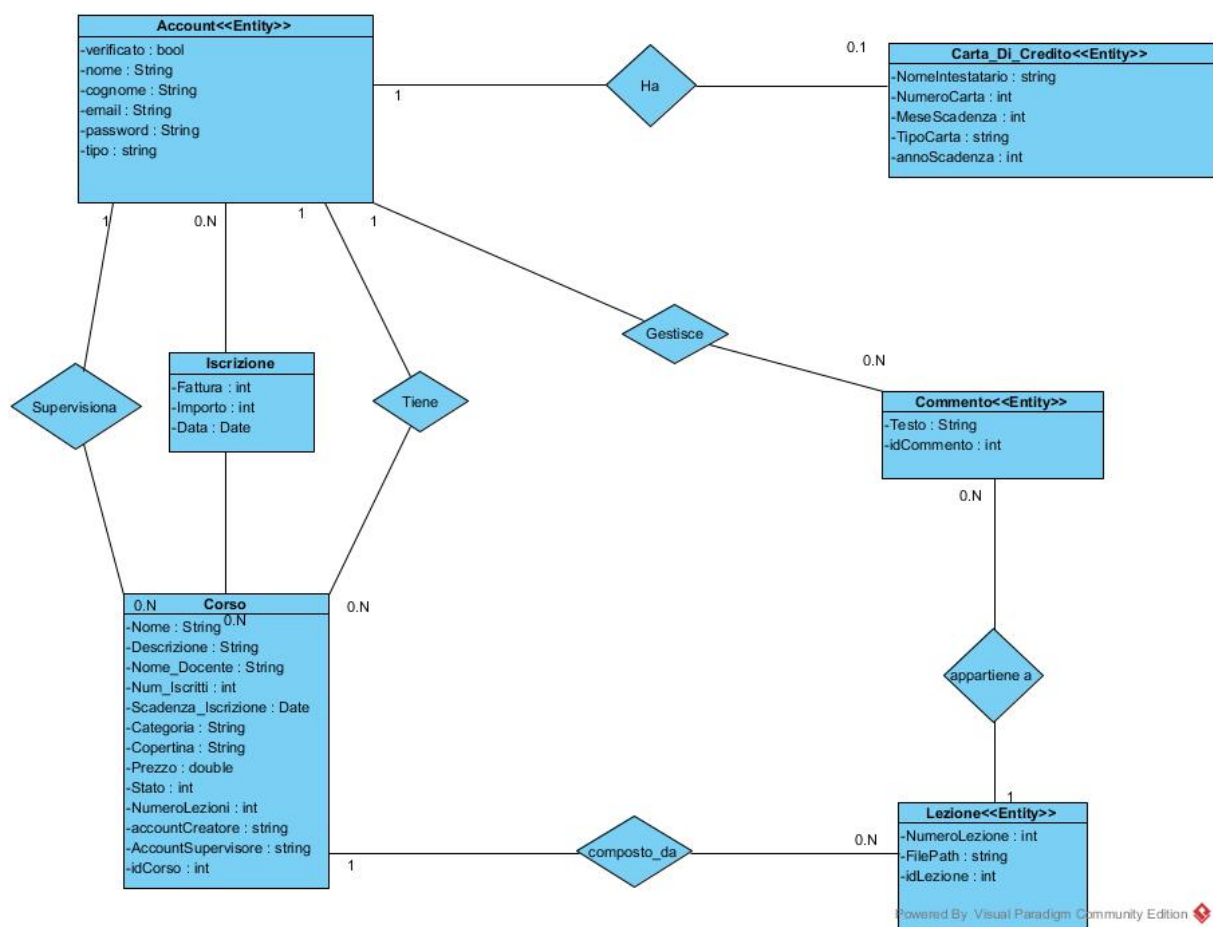 Account<<Entity>>
-verificato : bool
-nome : String
-cognome : String
-email : String
-password : String
-tipo : string
1
Ha
0.1
Carta_Di_Credito<<Entity>>
-NomeIntestatario : string
-NumeroCarta : int
-MeseScadenza : int
-TipoCarta : string
-annoScadenza : int
1
0.N
1
1
Supervisiona
Iscrizione
-Fattura : int
-Importo : int
-Data : Date
Tiene
Gestisce
0.N
Commento<<Entity>>
-Testo : String
-idCommento : int
0.N
0.N
0.N
0.N
Corso
-Nome : String
-Descrizione : String
-Nome_Docente : String
-Num_Iscritti : int
-Scadenza_Iscrizione : Date
-Categoria : String
-Copertina : String
-Prezzo : double
-Stato : int
-NumeroLezioni : int
-accountCreatore : string
-AccountSupervisore : string
-idCorso : int
appartiene a
1
1
composto_da
0.N
Lezione<<Entity>>
-NumeroLezione : int
-FilePath : string
-idLezione : int
Powered By Visual Paradigm Community Edition